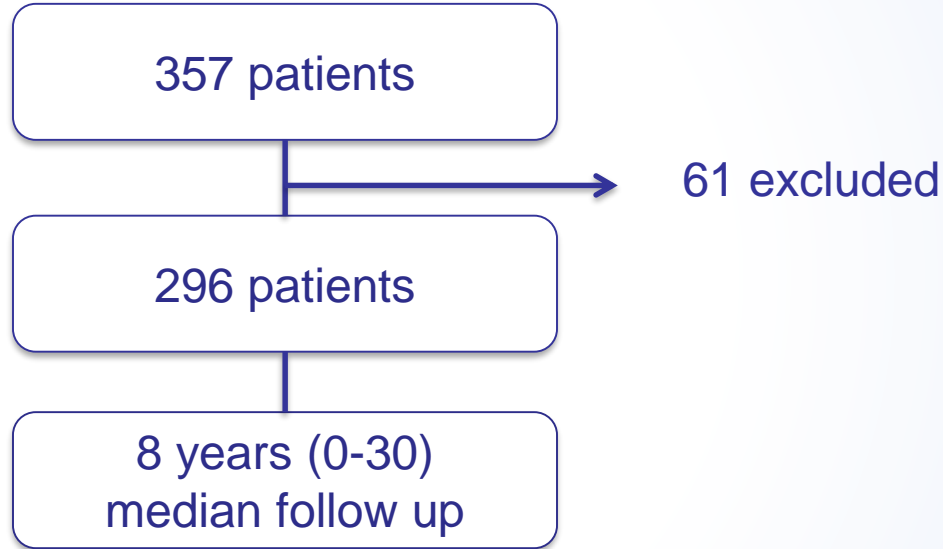 357 patients
61 excluded
296 patients
8 years (0-30)
median follow up